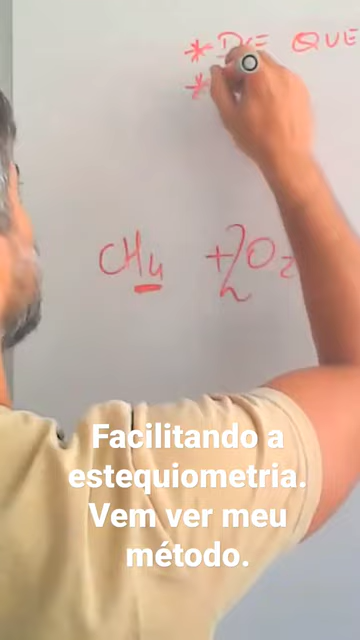 * DE QUE
*
CH4 + 2O2
Facilitando a
estequiometria.
Vem ver meu
método.